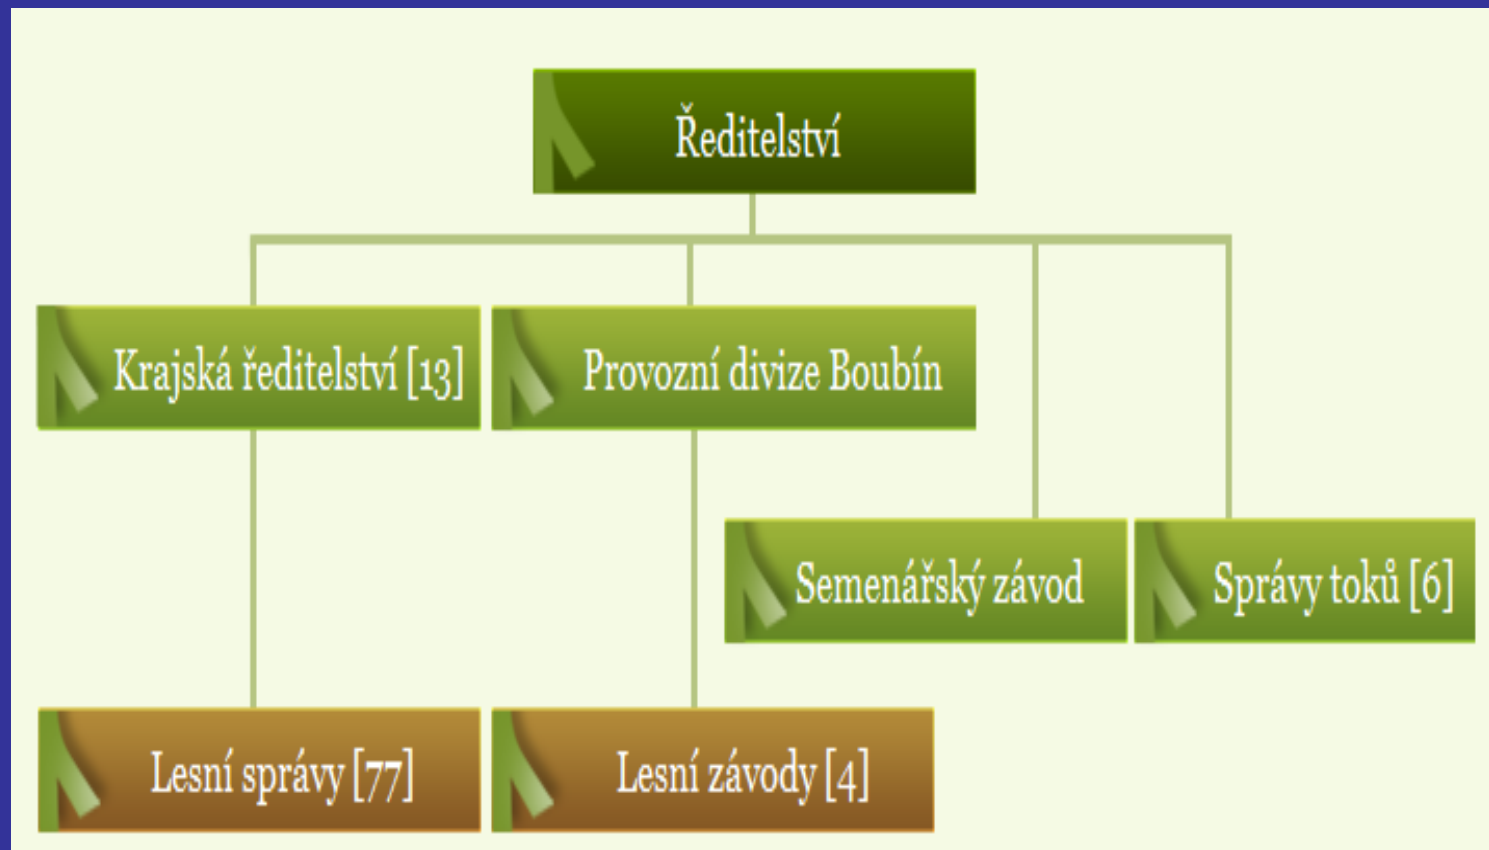 Ředitelství
Krajská ředitelství [13]
Provozní divize Boubín
Semenářský závod
Správy toků [6]
Lesní správy [77]
Lesní závody [4]